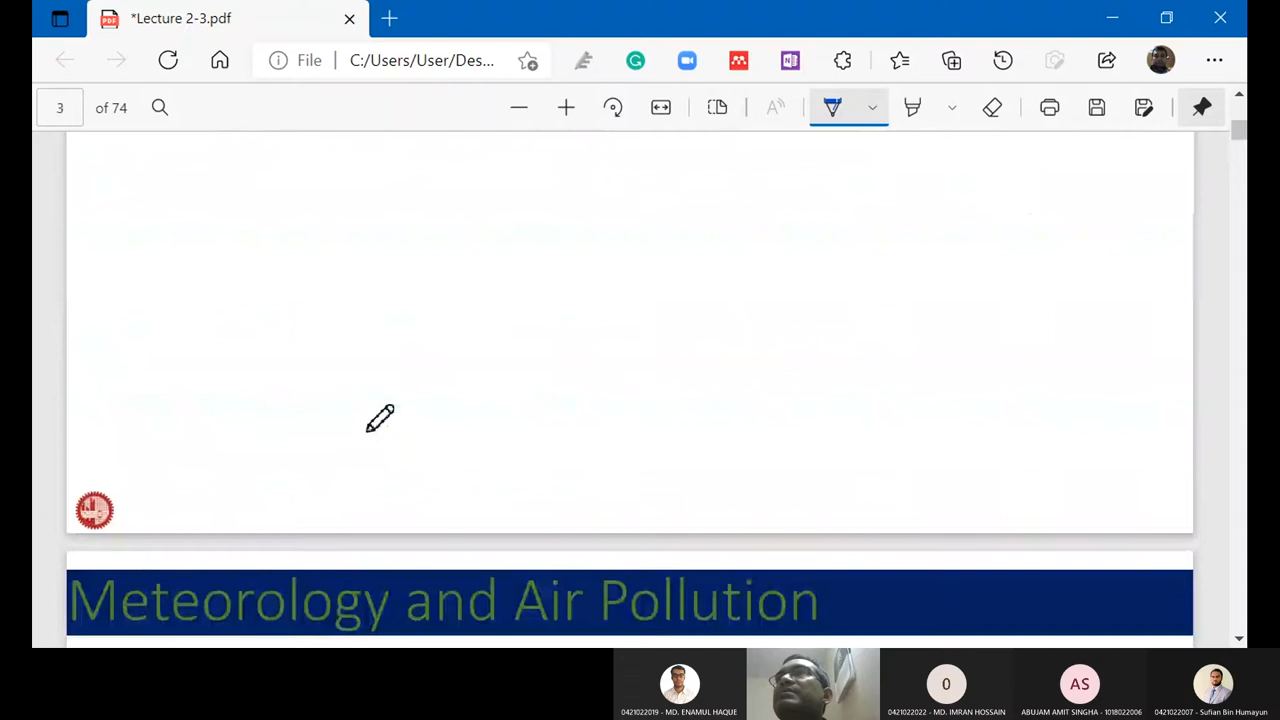 *Lecture 2-3.pdf
File C:/Users/User/Des...
3 of 74
Meteorology and Air Pollution
0421022019 - MD. ENAMUL HAQUE
0
0421022022 - MD. IMRAN HOSSAIN
AS
ABUJAM AMIT SINGHA - 1018022006
0421022007 - Sufian Bin Humayun